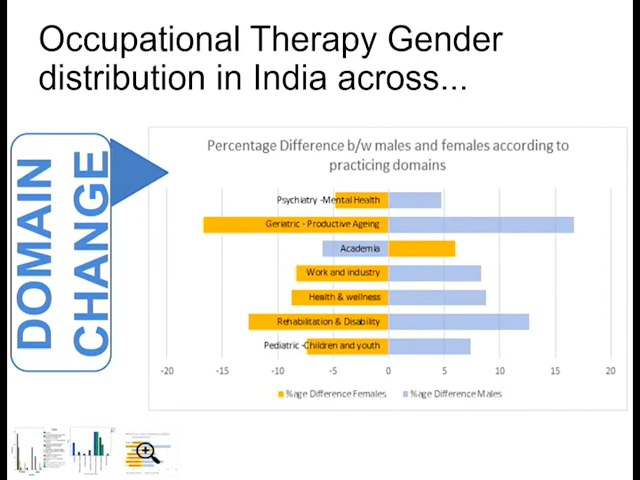 Occupational Therapy Gender
distribution in India across...
DOMAIN
CHANGE
Percentage Difference b/w males and females according to
practicing domains
Psychiatry -Mental Health
Geriatric - Productive Ageing
Academia
Work and industry
Health & wellness
Rehabilitation & Disability
Pediatric -Children and youth
-20 -15 -10 -5 0 5 10 15 20
%age Difference Females %age Difference Males